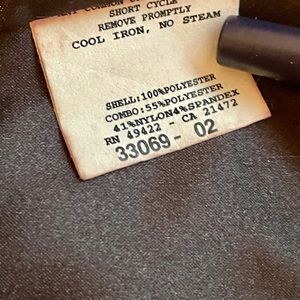 SHORT CYCLE
REMOVE PROMPTLY
COOL IRON, NO STEAM
SHELL:100%POLYESTER
COMBO:55%POLYESTER
41%NYLON4%SPANDEX
RN 49422 - CA 21472
33069-02